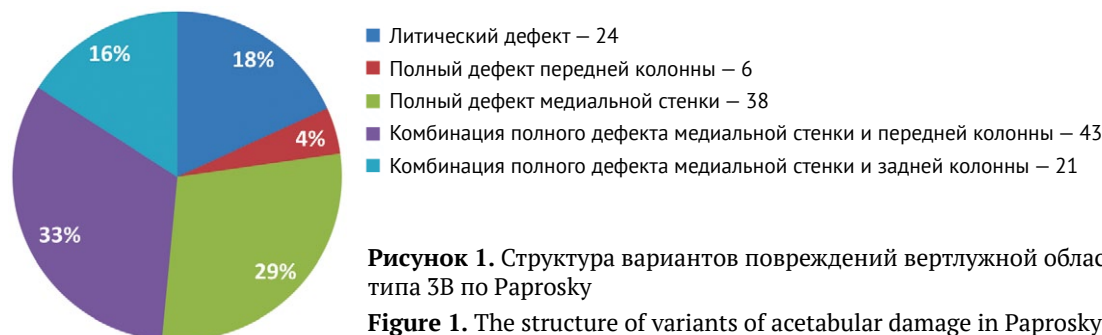 16%
18%
4%
33%
29%
Литический дефект — 24
Полный дефект передней колонны — 6
Полный дефект медиальной стенки — 38
Комбинация полного дефекта медиальной стенки и передней колонны — 43
Комбинация полного дефекта медиальной стенки и задней колонны — 21
Рисунок 1. Структура вариантов повреждений вертлужной
типа 3B по Paprosky
Figure 1. The structure of variants of acetabular damage in Paprosky